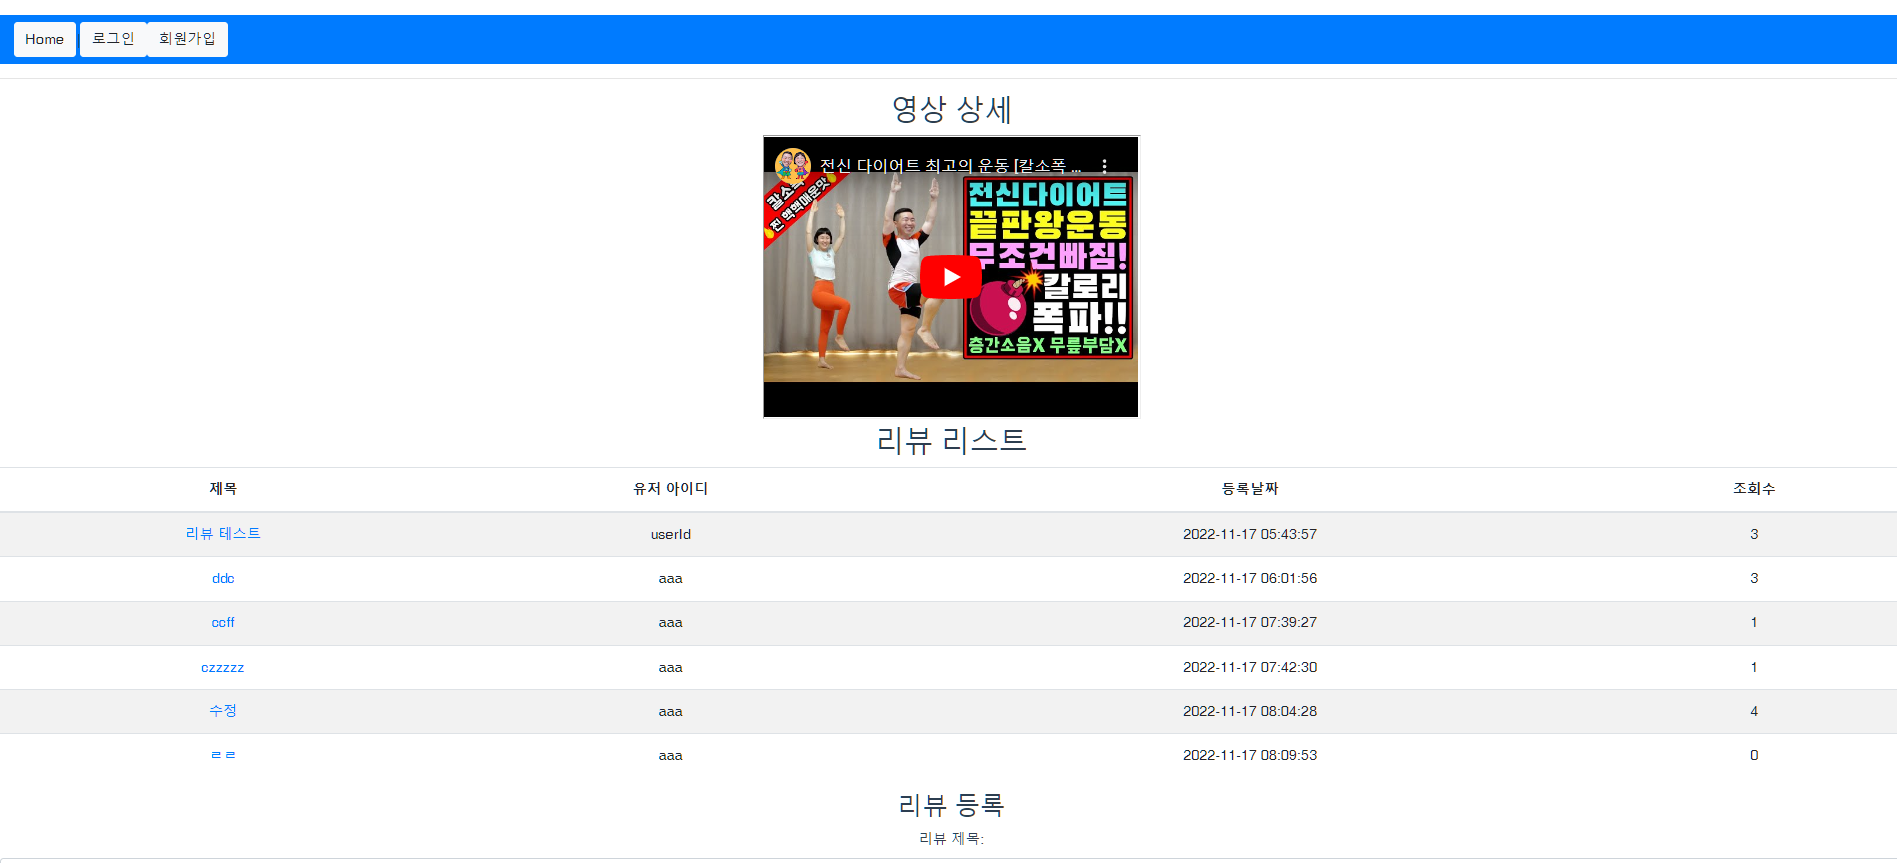 Home 로그인 회원가입
영상 상세
전신 다이어트 최고의 운동 [칼소폭 ...
칼소폭
진 핵핵매운맛
전신다이어트
끝판왕운동
무조건빠짐!
칼로리
폭파!!
층간소음X 무릎부담X
리뷰 리스트
제목 유저 아이디 등록날짜 조회수
리뷰 테스트 userId 2022-11-17 05:43:57 3
ddc aaa 2022-11-17 06:01:56 3
ccff aaa 2022-11-17 07:39:27 1
czzzzz aaa 2022-11-17 07:42:30 1
수정 aaa 2022-11-17 08:04:28 4
ㄹㄹ aaa 2022-11-17 08:09:53 0
리뷰 등록
리뷰 제목: